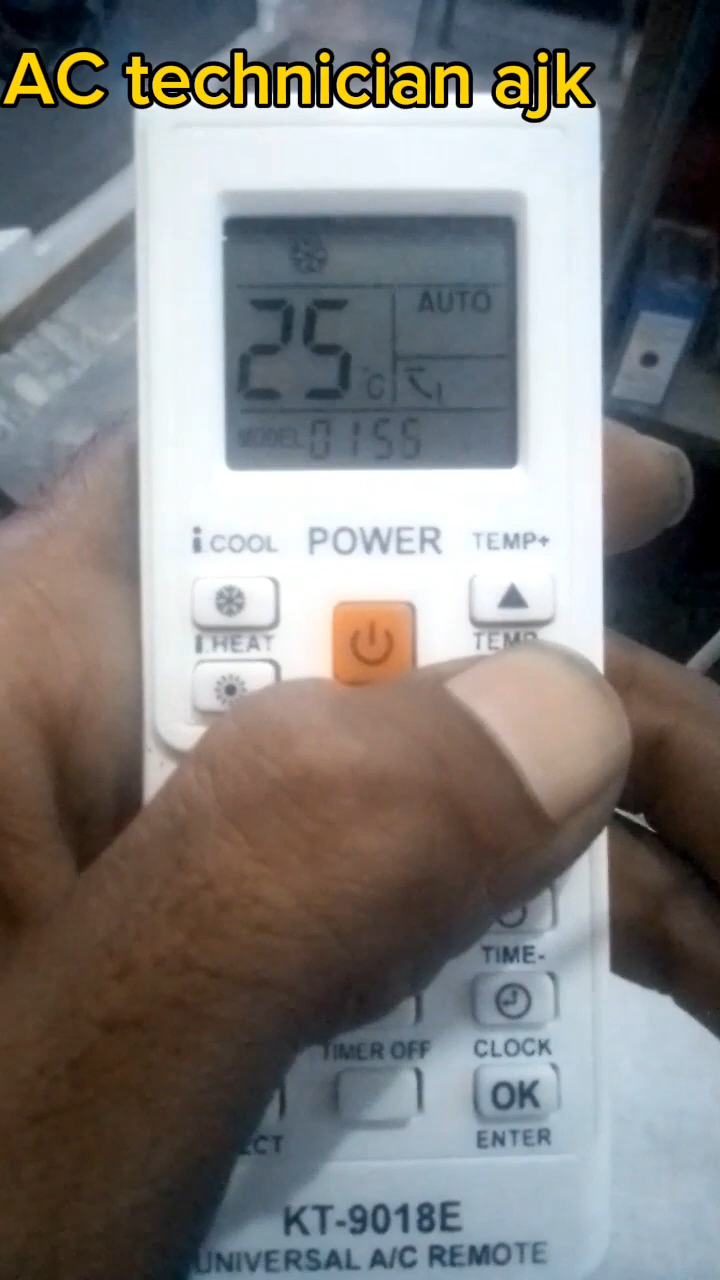 AC technician ajk
25 °C AUTO
MODEL 0155
i.COOL POWER TEMP+
i.HEAT TEMP-
TIME-
TIMER OFF CLOCK
OK
ENTER
KT-9018E
UNIVERSAL A/C REMOTE